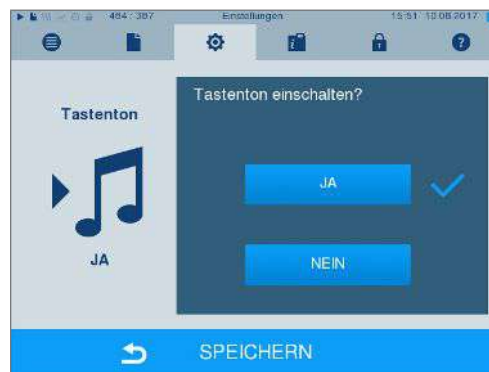 484 : 387 Einstellungen 15:51 10.08.2017
Tastenton
JA
Tastenton einschalten?
JA
NEIN
SPEICHERN